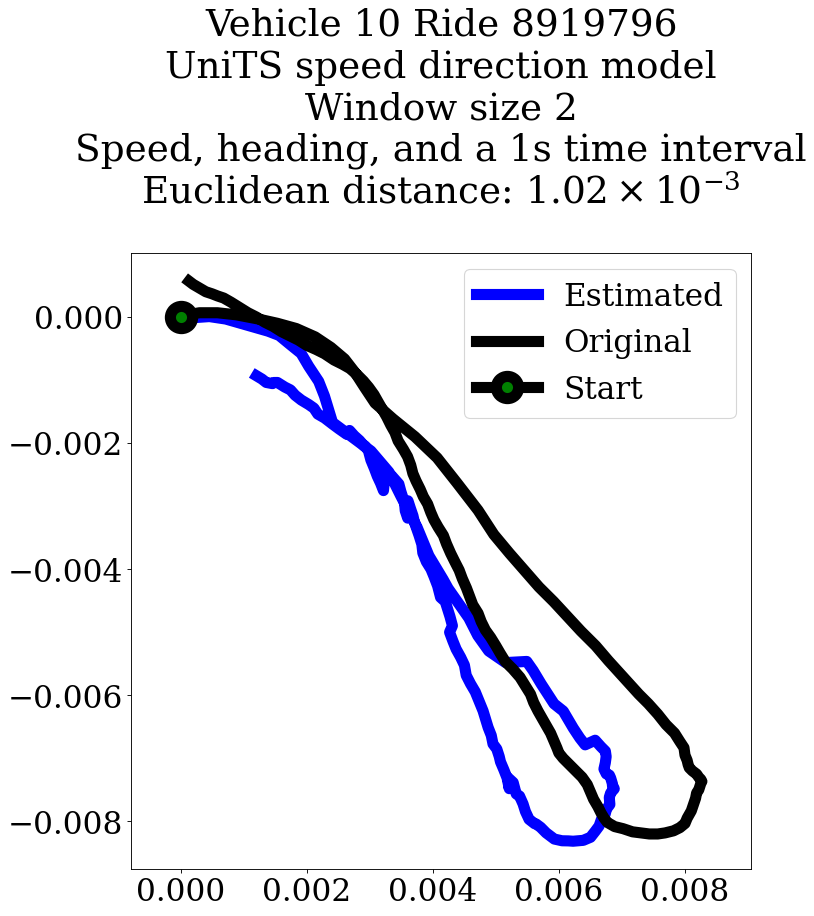 Vehicle 10 Ride 8919796
UniTS speed direction model
Window size 2
Speed, heading, and a 1s time interval
Euclidean distance: 1.02 × 10⁻³
Estimated
Original
Start
0.000
−0.002
−0.004
−0.006
−0.008
0.000 0.002 0.004 0.006 0.008